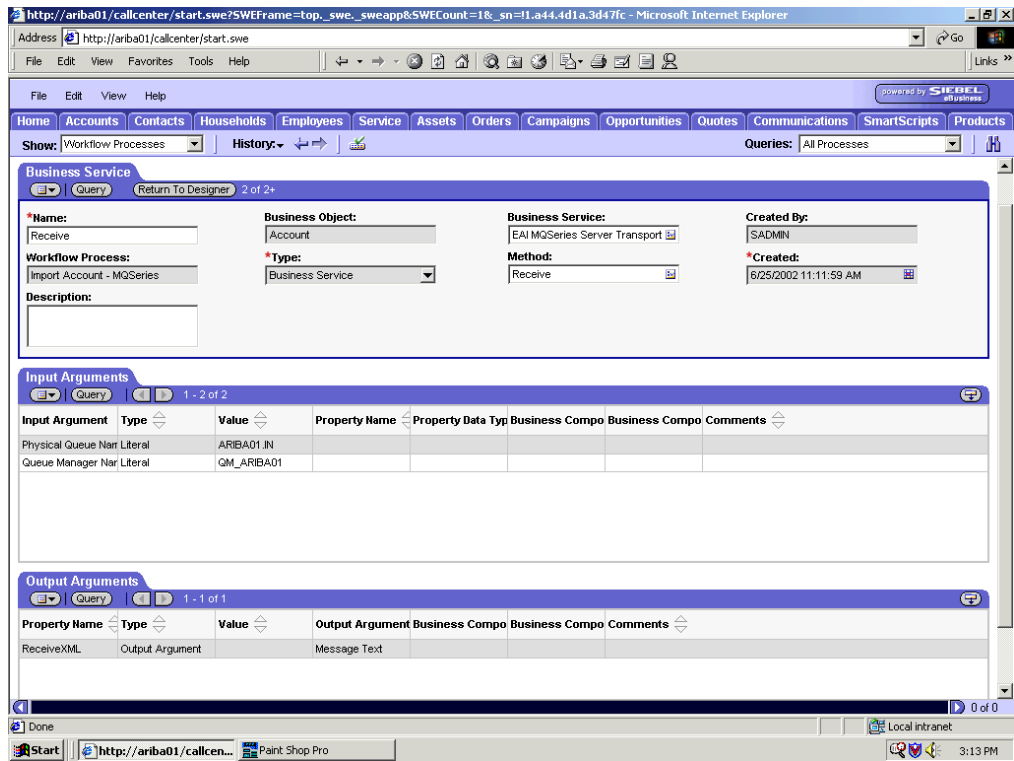 http://ariba01/callcenter/start.swe?SWEFrame=top._swe._sweapp&SWECount=1&_sn=!1.a44.4d1a.3d47fc - Microsoft Internet Explorer
Address http://ariba01/callcenter/start.swe Go
File Edit View Favorites Tools Help Links »
File Edit View Help powered by SIEBEL eBusiness
Home Accounts Contacts Households Employees Service Assets Orders Campaigns Opportunities Quotes Communications SmartScripts Products
Show: Workflow Processes History: Queries: All Processes
Business Service
Query Return To Designer 2 of 2+
*Name: Business Object: Business Service: Created By:
Receive Account EAI MQSeries Server Transport SADMIN
Workflow Process: *Type: Method: *Created:
Import Account - MQSeries Business Service Receive 6/25/2002 11:11:59 AM
Description:
Input Arguments
Query 1 - 2 of 2
Input Argument Type Value Property Name Property Data Typ Business Compo Business Compo Comments
Physical Queue Nam Literal ARIBA01.IN
Queue Manager Nar Literal QM_ARIBA01
Output Arguments
Query 1 - 1 of 1
Property Name Type Value Output Argument Business Compo Business Compo Comments
ReceiveXML Output Argument Message Text
0 of 0
Done Local intranet
Start http://ariba01/callcen... Paint Shop Pro 3:13 PM